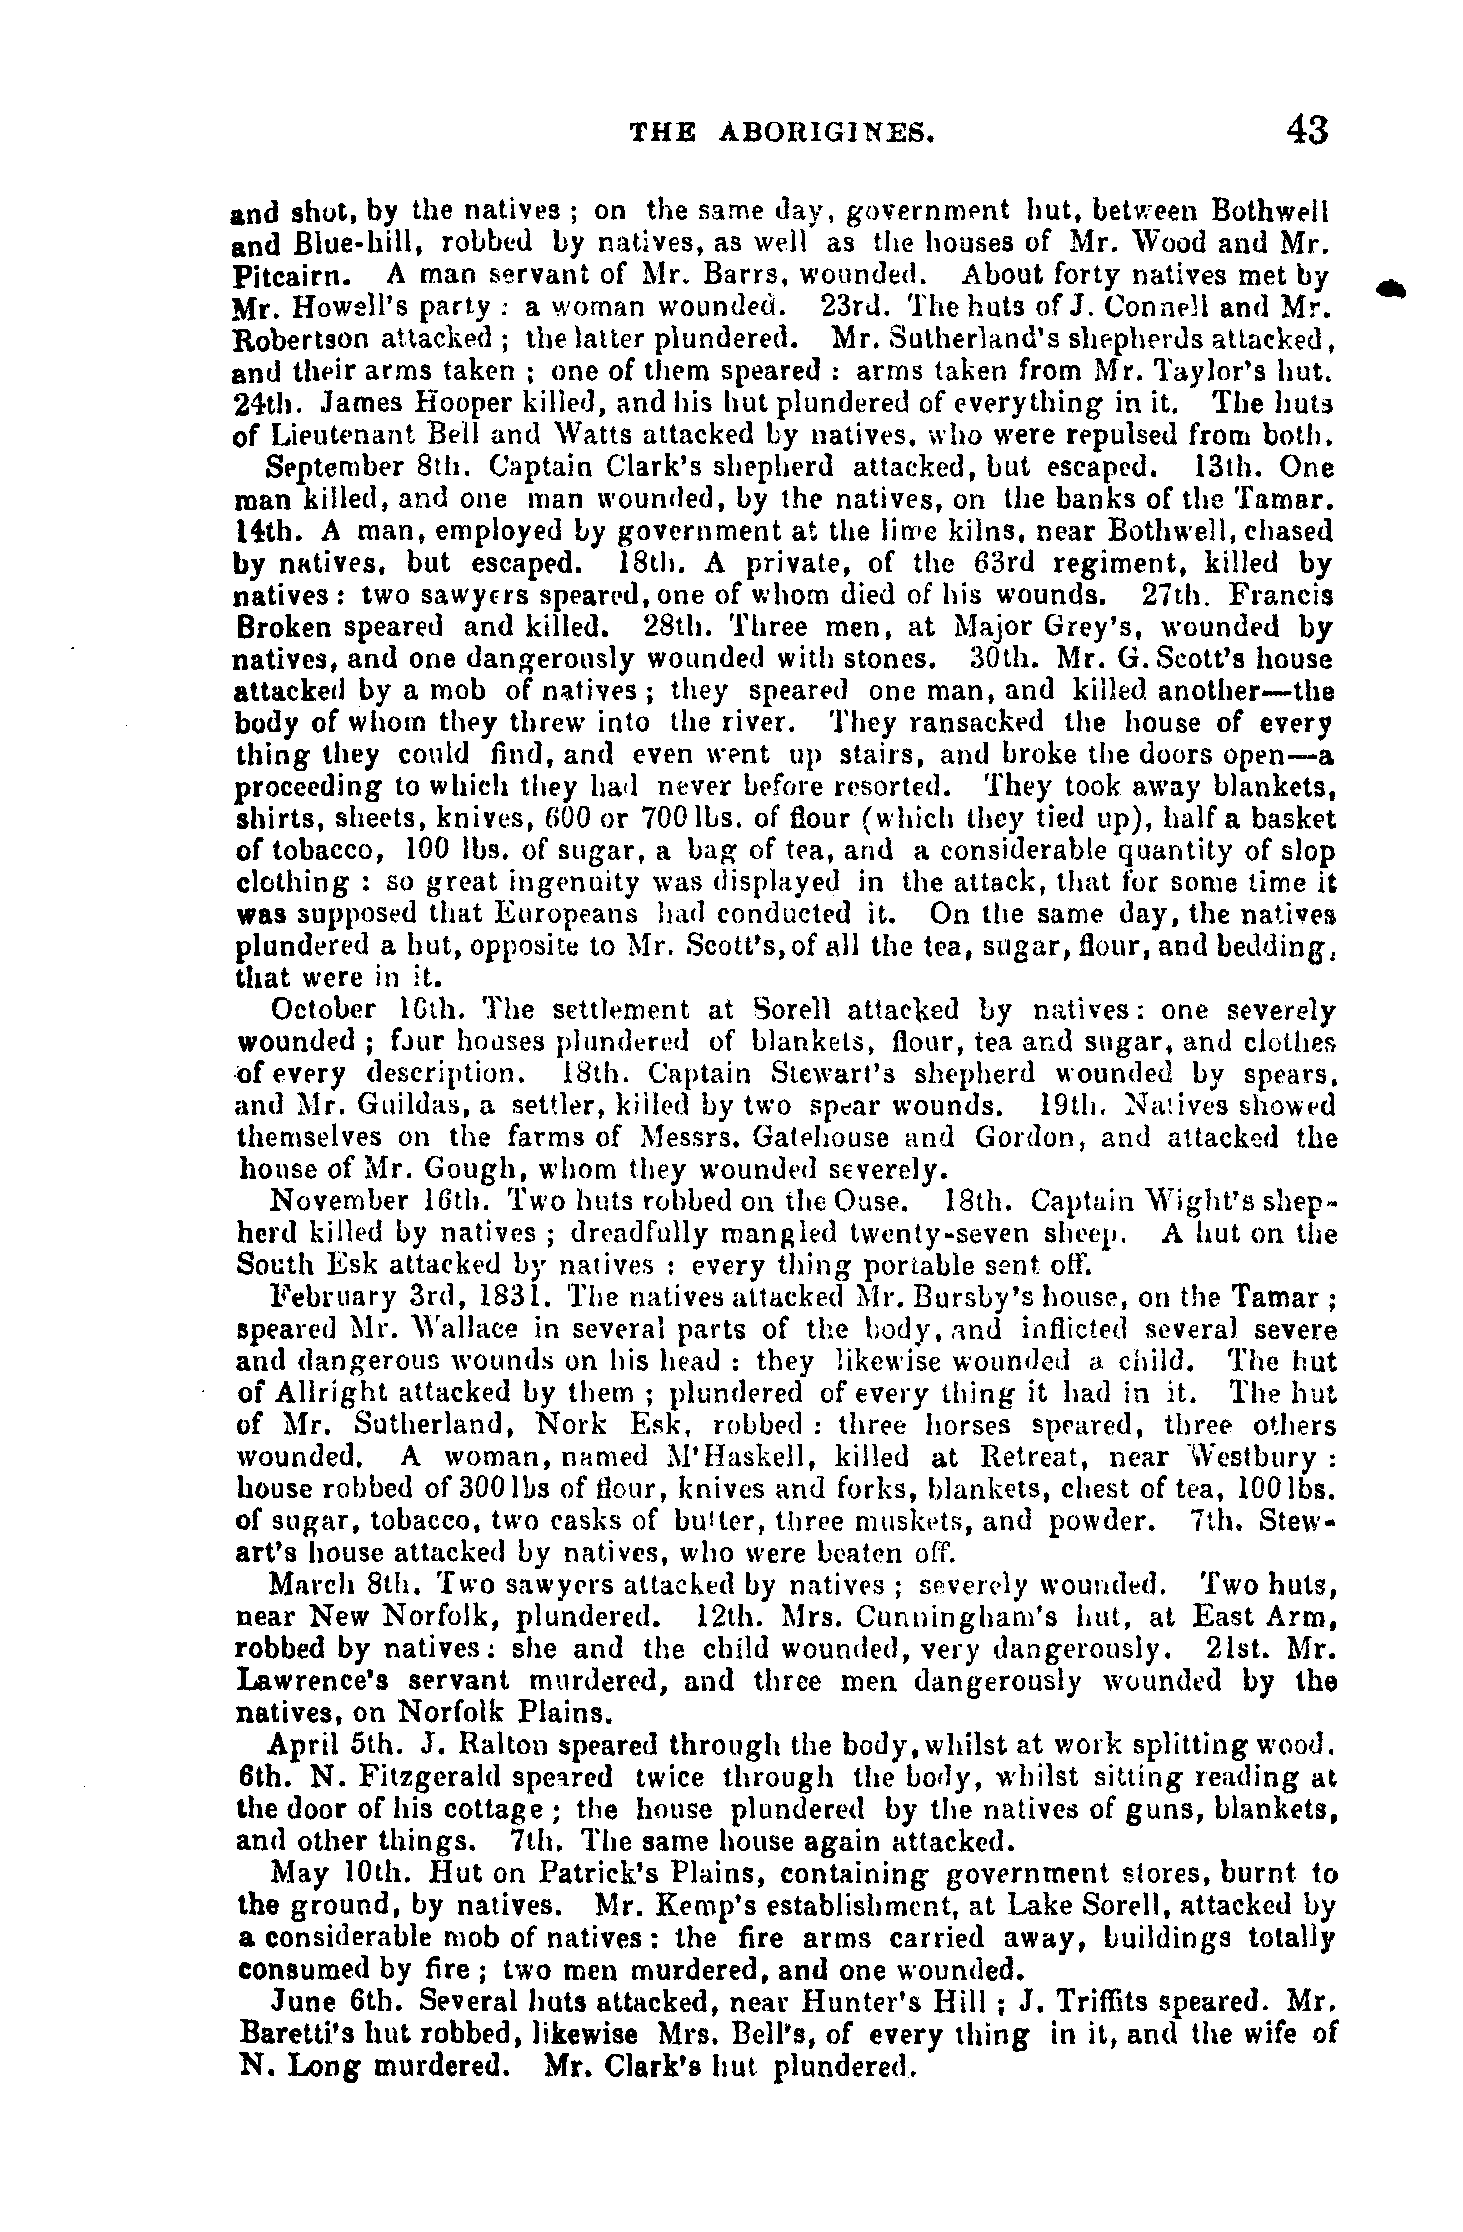 THE ABORIGINES. 43
and shot, by the natives ; on the same day, government hut, between Bothwell
and Blue-hill, robbed by natives, as well as the houses of Mr. Wood and Mr.
Pitcairn. A man servant of Mr. Barrs, wounded. About forty natives met by
Mr. Howell's party : a woman wounded. 23rd. The huts of J. Connell and Mr.
Robertson attacked ; the latter plundered. Mr. Sutherland's shepherds attacked,
and their arms taken ; one of them speared : arms taken from Mr. Taylor's hut.
24th. James Hooper killed, and his hut plundered of everything in it. The huts
of Lieutenant Bell and Watts attacked by natives, who were repulsed from both.
September 8th. Captain Clark's shepherd attacked, but escaped. 13th. One
man killed, and one man wounded, by the natives, on the banks of the Tamar.
14th. A man, employed by government at the lime kilns, near Bothwell, chased
by natives, but escaped. 18th. A private, of the 63rd regiment, killed by
natives : two sawyers speared, one of whom died of his wounds. 27th. Francis
Broken speared and killed. 28th. Three men, at Major Grey's, wounded by
natives, and one dangerously wounded with stones. 30th. Mr. G. Scott's house
attacked by a mob of natives ; they speared one man, and killed another—the
body of whom they threw into the river. They ransacked the house of every
thing they could find, and even went up stairs, and broke the doors open—a
proceeding to which they had never before resorted. They took away blankets,
shirts, sheets, knives, 600 or 700 lbs. of flour (which they tied up), half a basket
of tobacco, 100 lbs. of sugar, a bag of tea, and a considerable quantity of slop
clothing : so great ingenuity was displayed in the attack, that for some time it
was supposed that Europeans had conducted it. On the same day, the natives
plundered a hut, opposite to Mr. Scott's, of all the tea, sugar, flour, and bedding,
that were in it.
October 16th. The settlement at Sorell attacked by natives : one severely
wounded ; four houses plundered of blankets, flour, tea and sugar, and clothes
of every description. 18th. Captain Stewart's shepherd wounded by spears,
and Mr. Guildas, a settler, killed by two spear wounds. 19th. Natives showed
themselves on the farms of Messrs. Gatehouse and Gordon, and attacked the
house of Mr. Gough, whom they wounded severely.
November 16th. Two huts robbed on the Ouse. 18th. Captain Wight's shep-
herd killed by natives ; dreadfully mangled twenty-seven sheep. A hut on the
South Esk attacked by natives : every thing portable sent off.
February 3rd, 1831. The natives attacked Mr. Bursby's house, on the Tamar ;
speared Mr. Wallace in several parts of the body, and inflicted several severe
and dangerous wounds on his head : they likewise wounded a child. The hut
of Allright attacked by them ; plundered of every thing it had in it. The hut
of Mr. Sutherland, Nork Esk, robbed : three horses speared, three others
wounded. A woman, named M'Haskell, killed at Retreat, near Westbury :
house robbed of 300 lbs of flour, knives and forks, blankets, chest of tea, 100 lbs.
of sugar, tobacco, two casks of butter, three muskets, and powder. 7th. Stew-
art's house attacked by natives, who were beaten off.
March 8th. Two sawyers attacked by natives ; severely wounded. Two huts,
near New Norfolk, plundered. 12th. Mrs. Cunningham's hut, at East Arm,
robbed by natives : she and the child wounded, very dangerously. 21st. Mr.
Lawrence's servant murdered, and three men dangerously wounded by the
natives, on Norfolk Plains.
April 5th. J. Ralton speared through the body, whilst at work splitting wood.
6th. N. Fitzgerald speared twice through the body, whilst sitting reading at
the door of his cottage ; the house plundered by the natives of guns, blankets,
and other things. 7th. The same house again attacked.
May 10th. Hut on Patrick's Plains, containing government stores, burnt to
the ground, by natives. Mr. Kemp's establishment, at Lake Sorell, attacked by
a considerable mob of natives : the fire arms carried away, buildings totally
consumed by fire ; two men murdered, and one wounded.
June 6th. Several huts attacked, near Hunter's Hill ; J. Triffits speared. Mr.
Baretti's hut robbed, likewise Mrs. Bell's, of every thing in it, and the wife of
N. Long murdered. Mr. Clark's hut plundered.